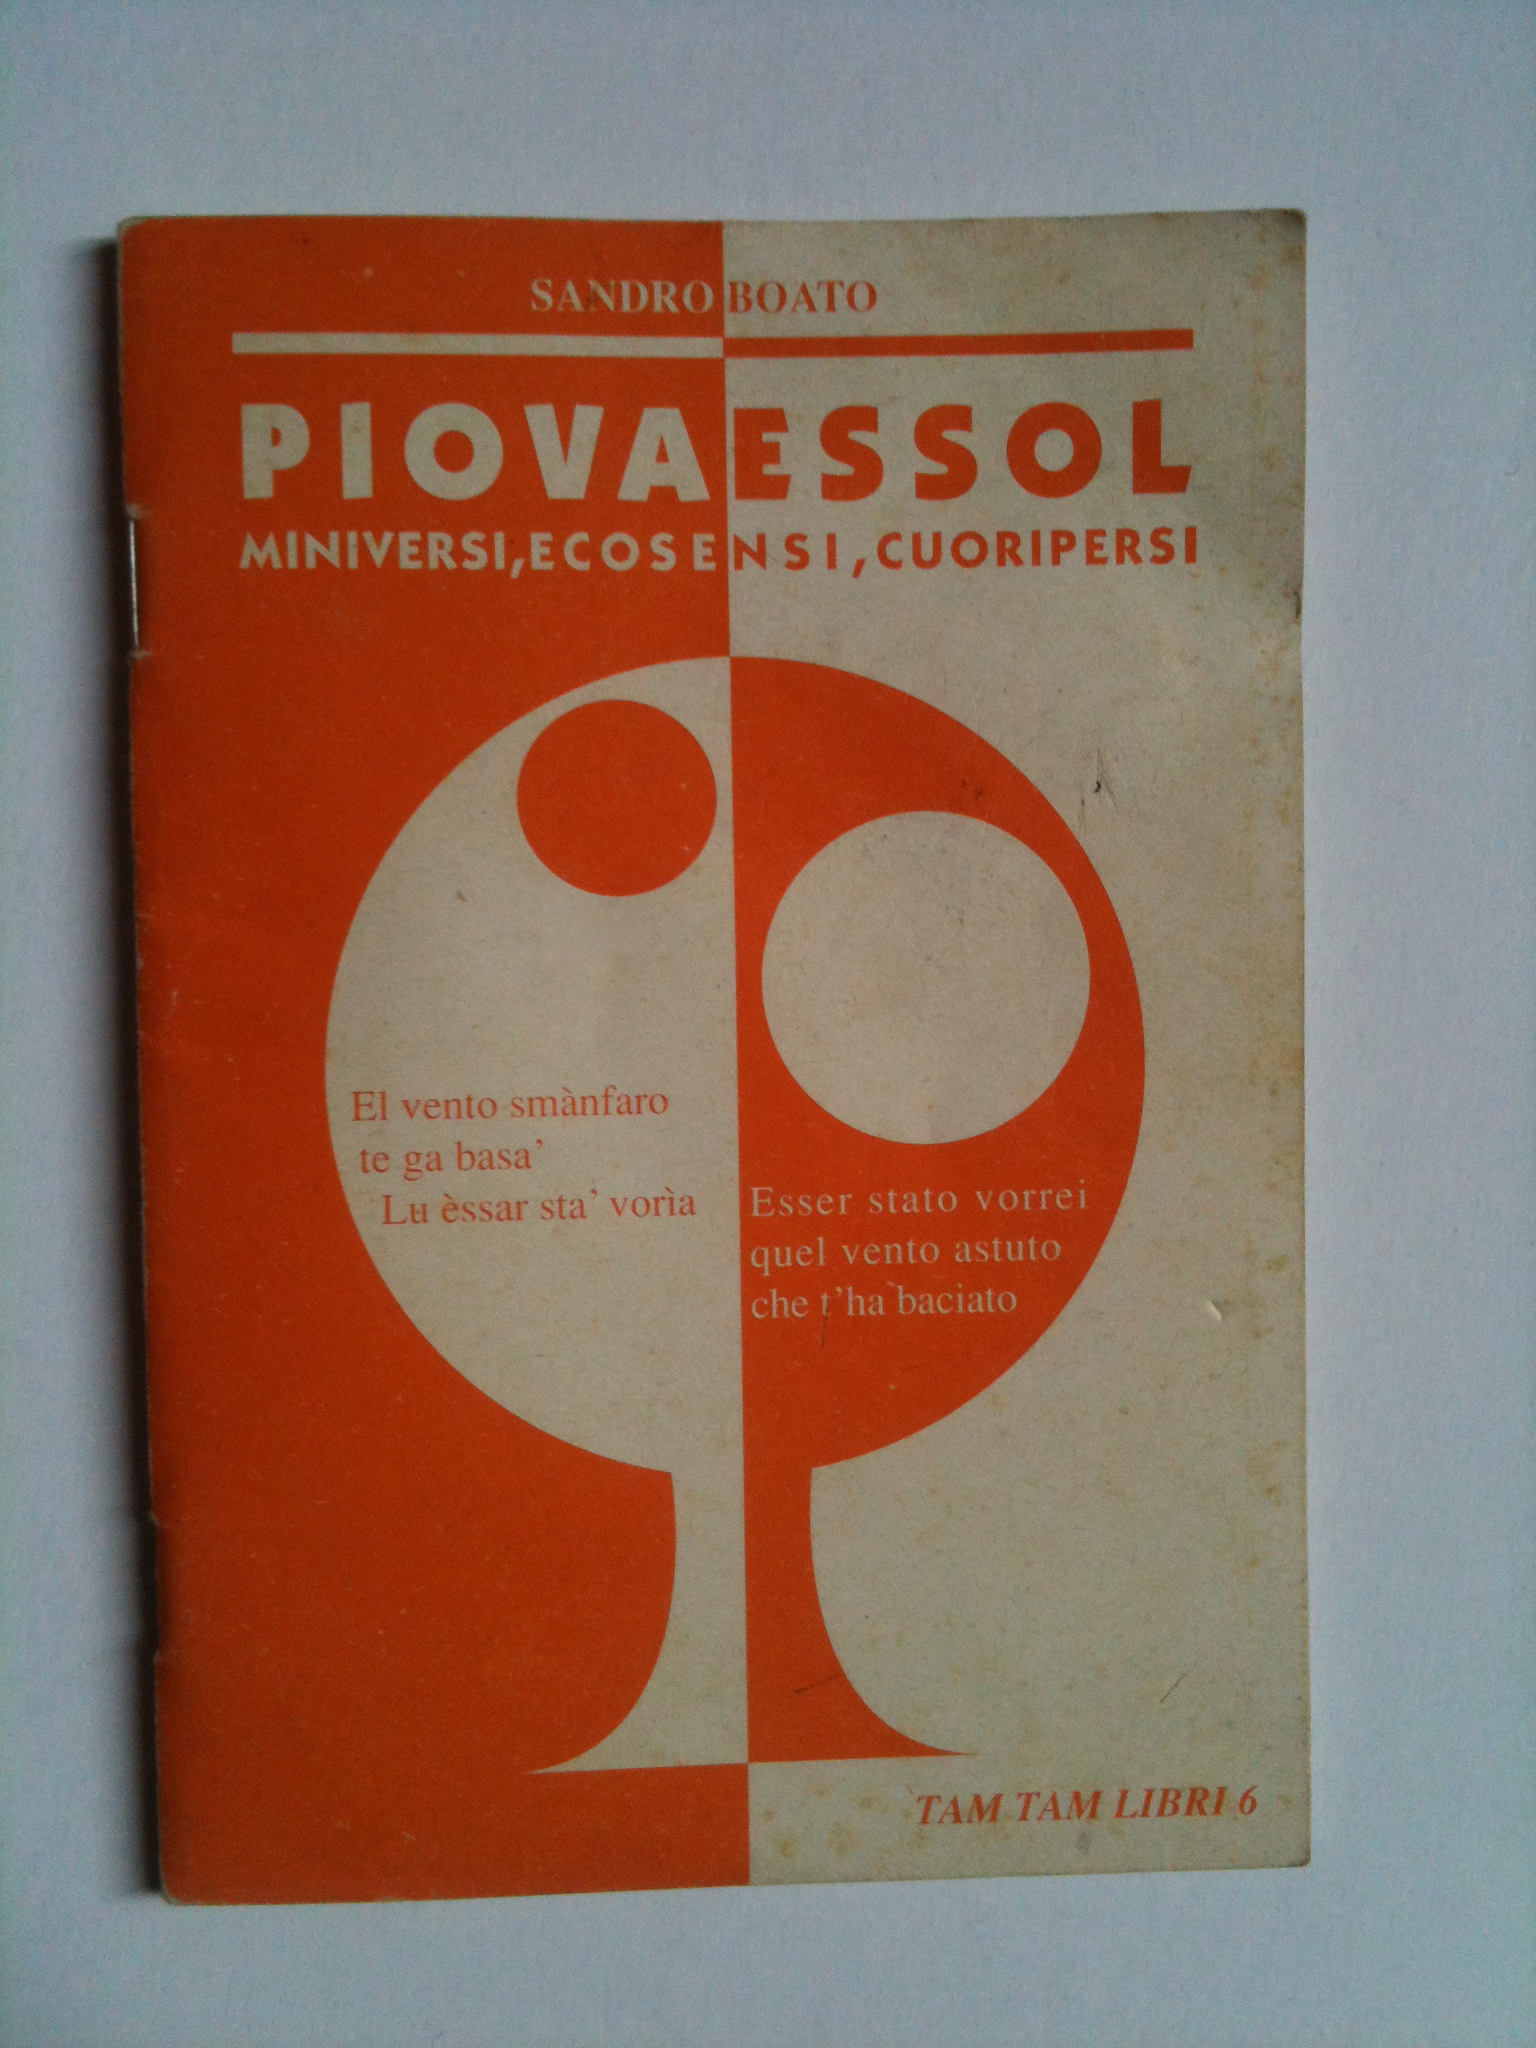 SANDRO BOATO
PIOVAESSOL
MINIVERSI, ECOSENSI, CUORIPERSI
El vento smànfaro
te ga basa'
Lu èssar sta' vorìa
Esser stato vorrei
quel vento astuto
che t'ha baciato
TAM TAM LIBRI 6